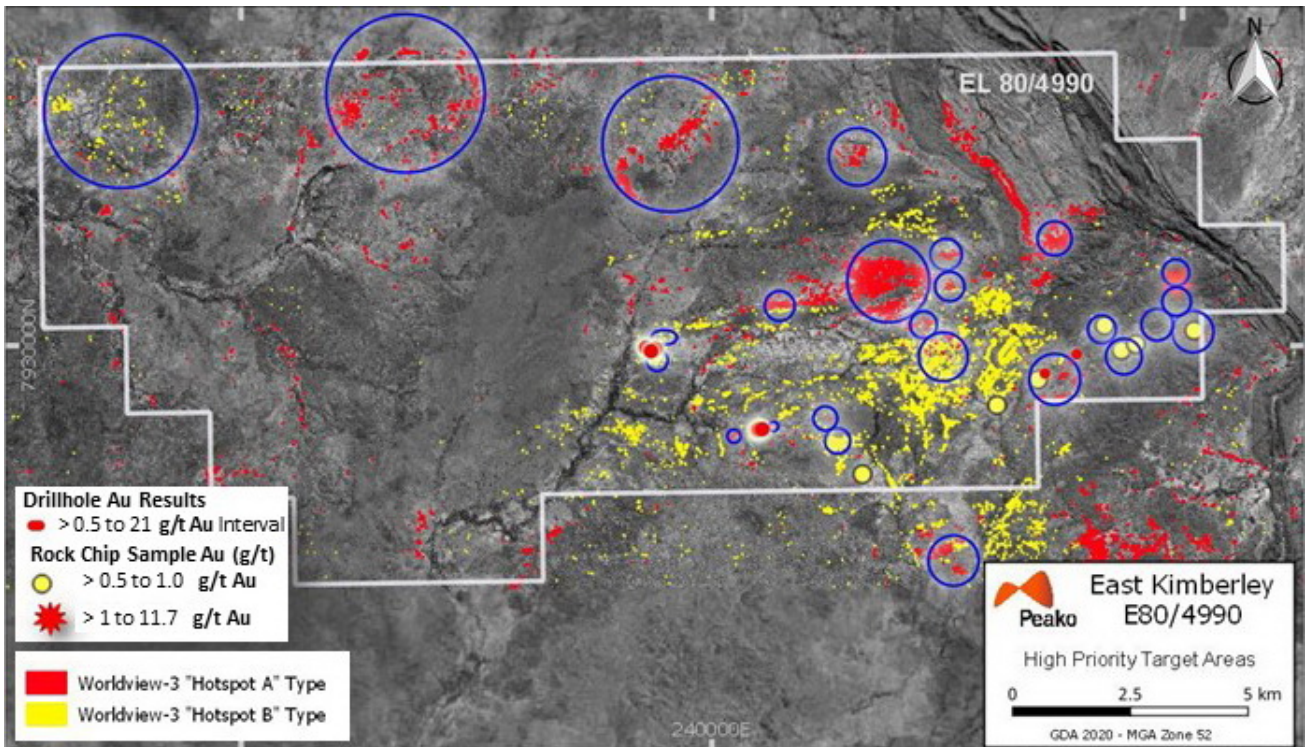 N
EL 80/4990
7930000N
Drillhole Au Results
> 0.5 to 21 g/t Au Interval
Rock Chip Sample Au (g/t)
> 0.5 to 1.0 g/t Au
> 1 to 11.7 g/t Au
Worldview-3 "Hotspot A" Type
Worldview-3 "Hotspot B" Type
240000E
Peako
East Kimberley
E80/4990
High Priority Target Areas
0 2.5 5 km
GDA 2020 - MGA Zone 52